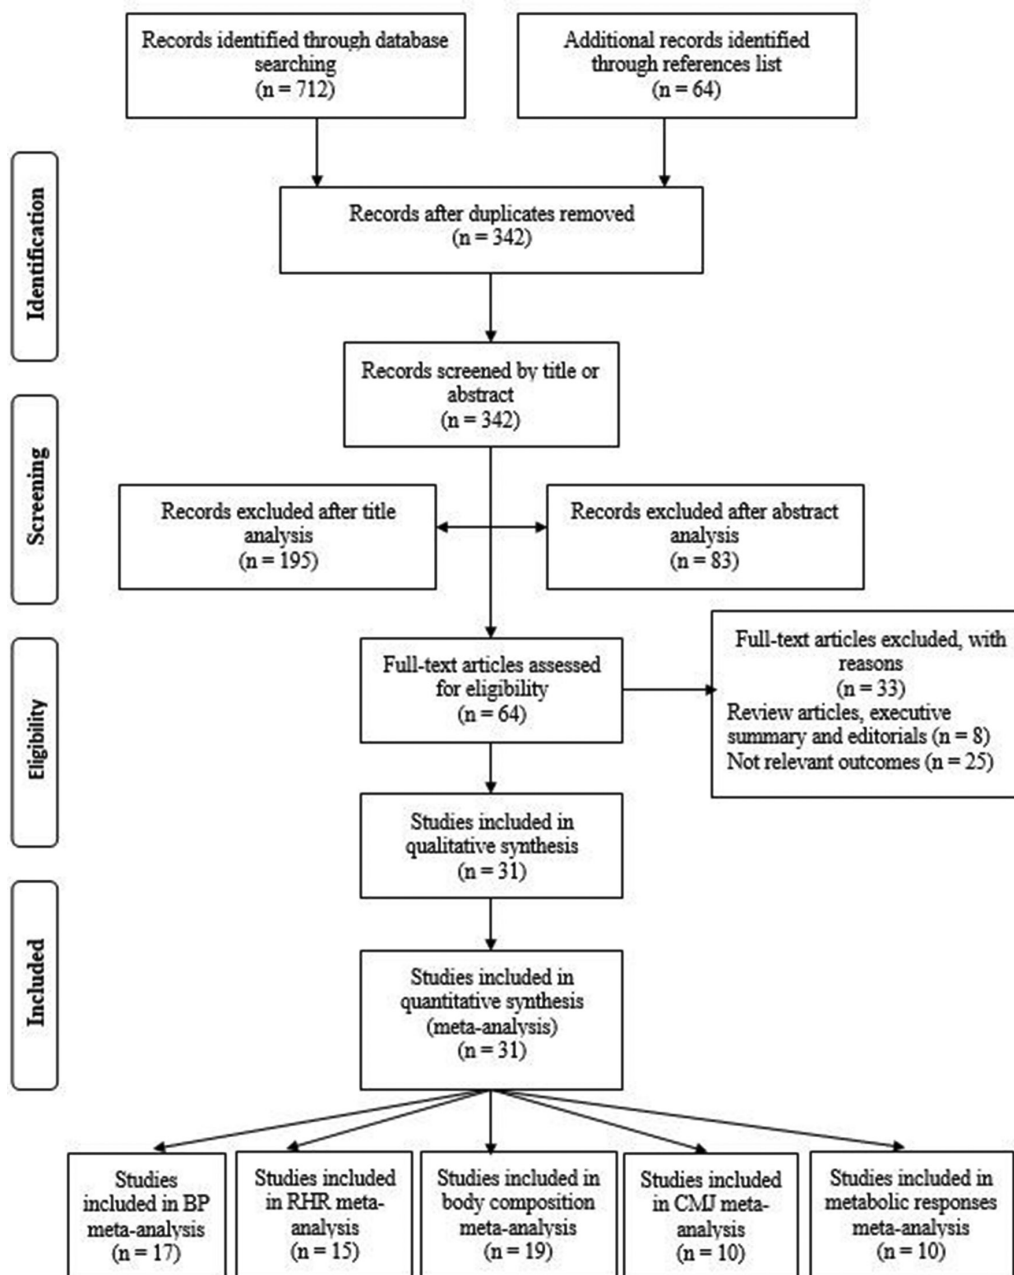 Records identified through database
searching
(n = 712)
Additional records identified
through references list
(n = 64)
Identification
Records after duplicates removed
(n = 342)
Records screened by title or
abstract
(n = 342)
Screening
Records excluded after title
analysis
(n = 195)
Records excluded after abstract
analysis
(n = 83)
Eligibility
Full-text articles assessed
for eligibility
(n = 64)
Full-text articles excluded, with
reasons
(n = 33)
Review articles, executive
summary and editorials (n = 8)
Not relevant outcomes (n = 25)
Studies included in
qualitative synthesis
(n = 31)
Included
Studies included in
quantitative synthesis
(meta-analysis)
(n = 31)
Studies
included in BP
meta-analysis
(n = 17)
Studies included
in RHR meta-
analysis
(n = 15)
Studies included in
body composition
meta-analysis
(n = 19)
Studies included
in CMJ meta-
analysis
(n = 10)
Studies included in
metabolic responses
meta-analysis
(n = 10)